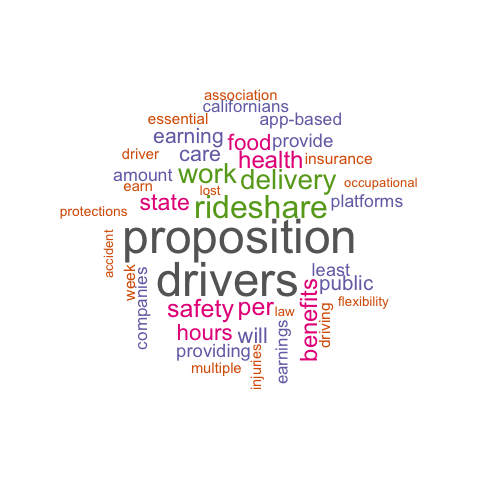 association
californians
essential
app-based
earning
food
provide
driver
care
health
insurance
amount
work
delivery
occupational
earn
lost
state
rideshare
platforms
protections
proposition
accident
drivers
week
companies
least
public
benefits
flexibility
safety
per
law
driving
hours
will
earnings
providing
injuries
multiple